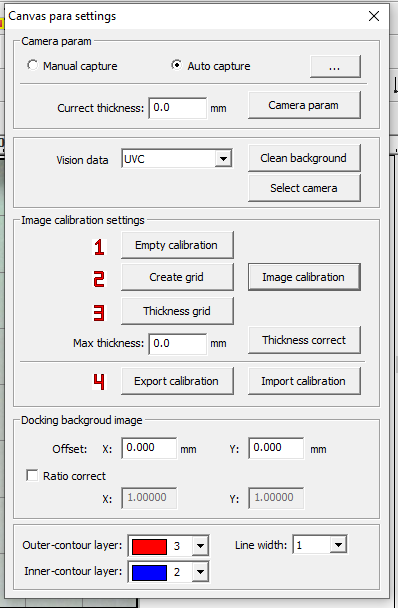 Canvas para settings
Camera param
Manual capture
Auto capture
...
Currect thickness: 0.0 mm
Camera param
Vision data UVC
Clean background
Select camera
Image calibration settings
1 Empty calibration
2 Create grid
Image calibration
3 Thickness grid
Max thickness: 0.0 mm
Thickness correct
4 Export calibration
Import calibration
Docking backgroud image
Offset: X: 0.000 mm Y: 0.000 mm
Ratio correct
X: 1.00000 Y: 1.00000
Outer-contour layer: 3 Line width: 1
Inner-contour layer: 2